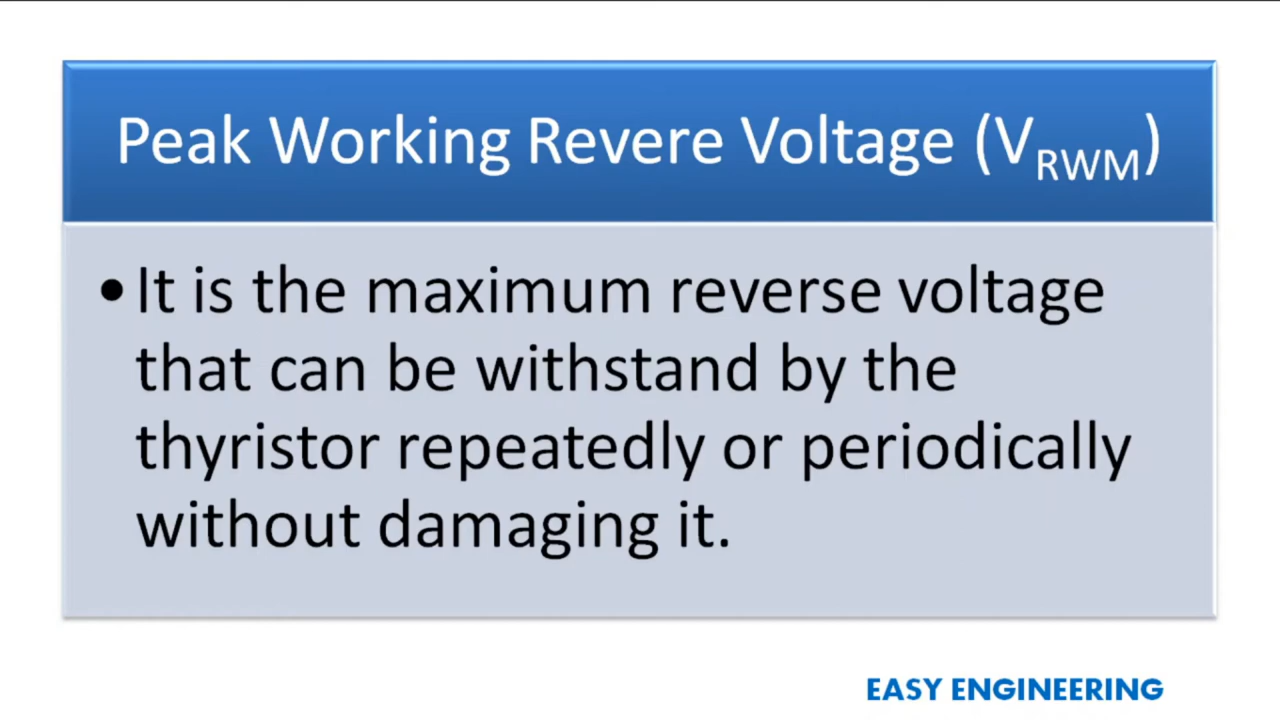 Peak Working Revere Voltage (VRWM)
•It is the maximum reverse voltage
that can be withstand by the
thyristor repeatedly or periodically
without damaging it.
EASY ENGINEERING